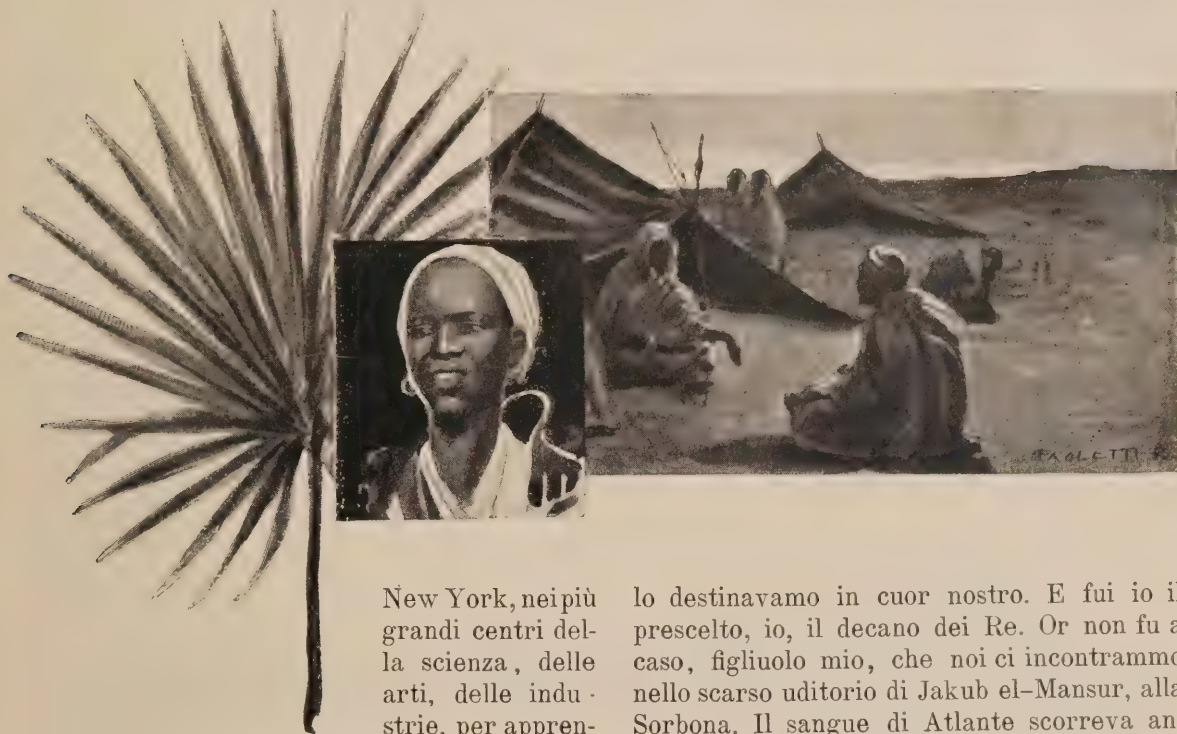 PAOLETTI
New York, nei più
grandi centri del-
la scienza, delle
arti, delle indu-
strie, per appren-
lo destinavamo in cuor nostro. E fui io il
prescelto, io, il decano dei Re. Or non fu a
caso, figliuolo mio, che noi ci incontrammo
nello scarso uditorio di Jakub el-Mansur, alla
Sorbona. Il sangue di Atlante scorreva an-